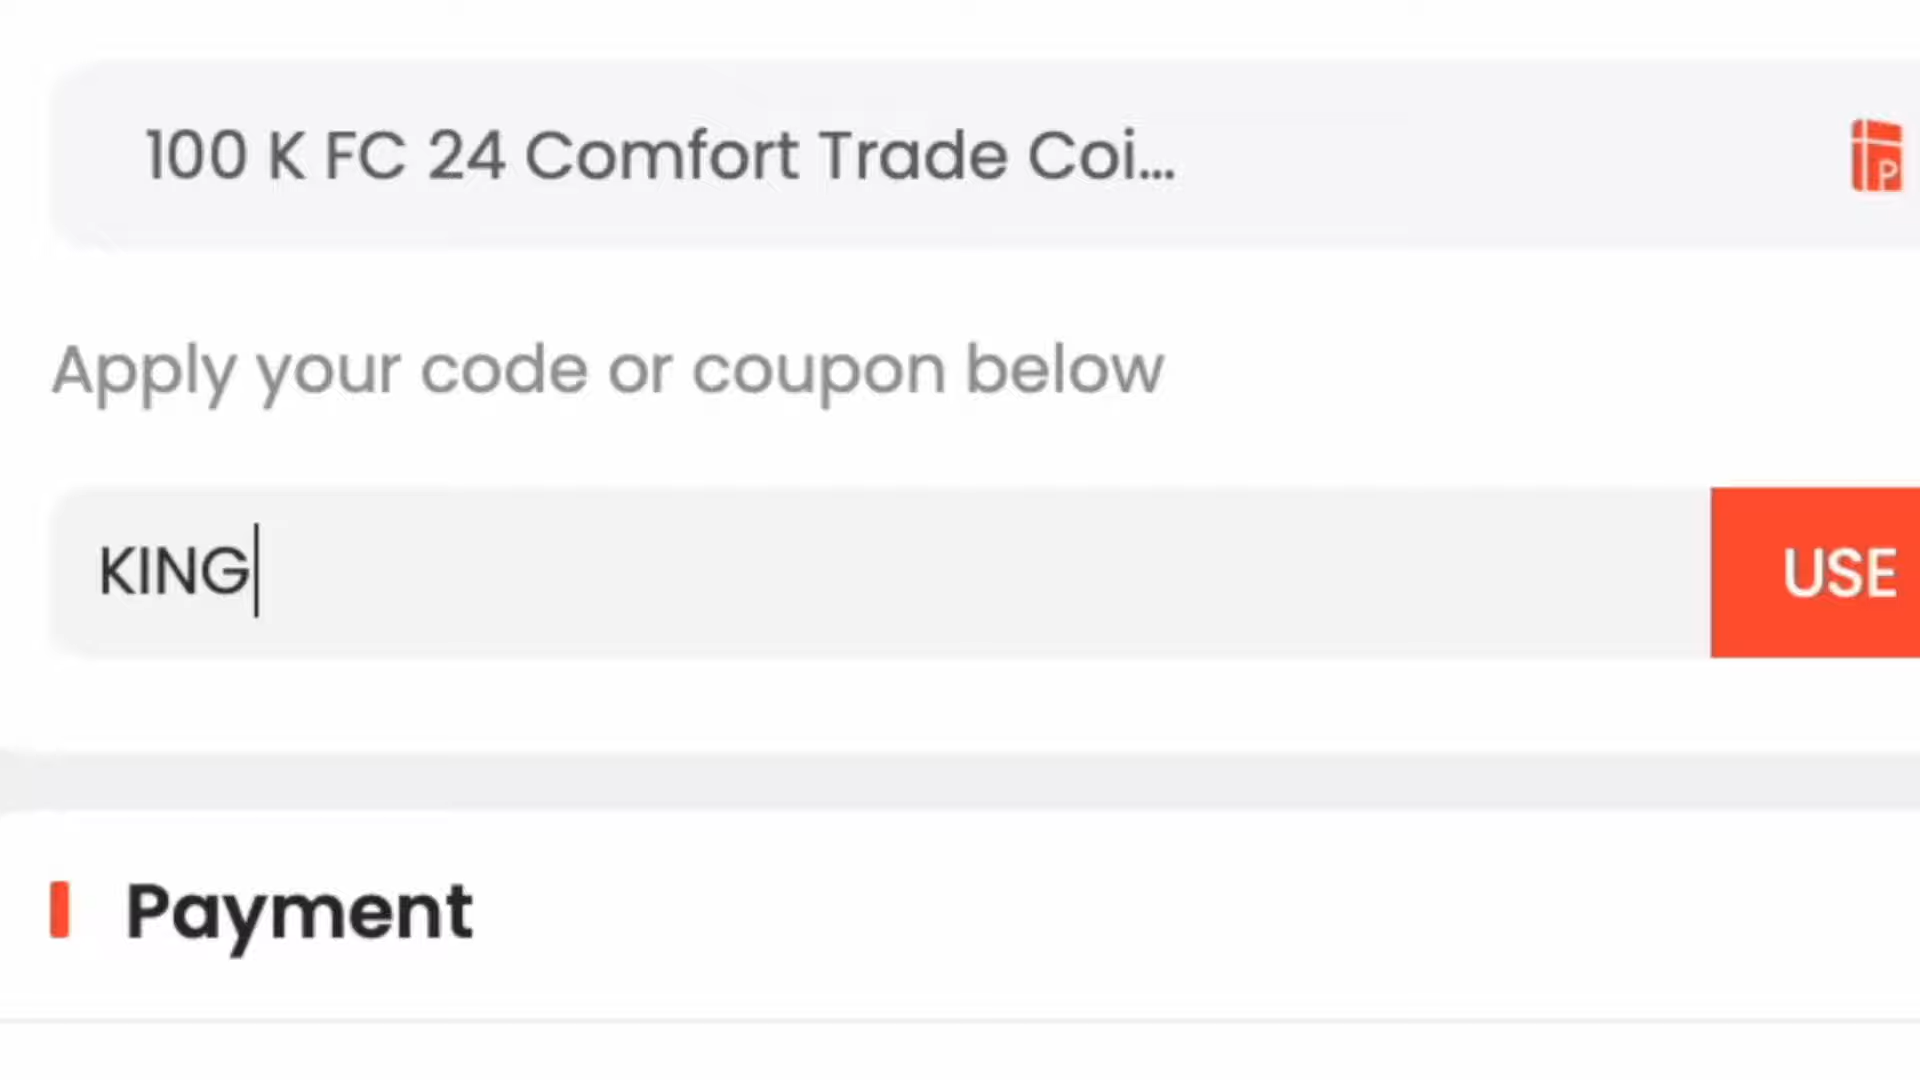 100 K FC 24 Comfort Trade Coi...
P
Apply your code or coupon below
KING
USE
Payment